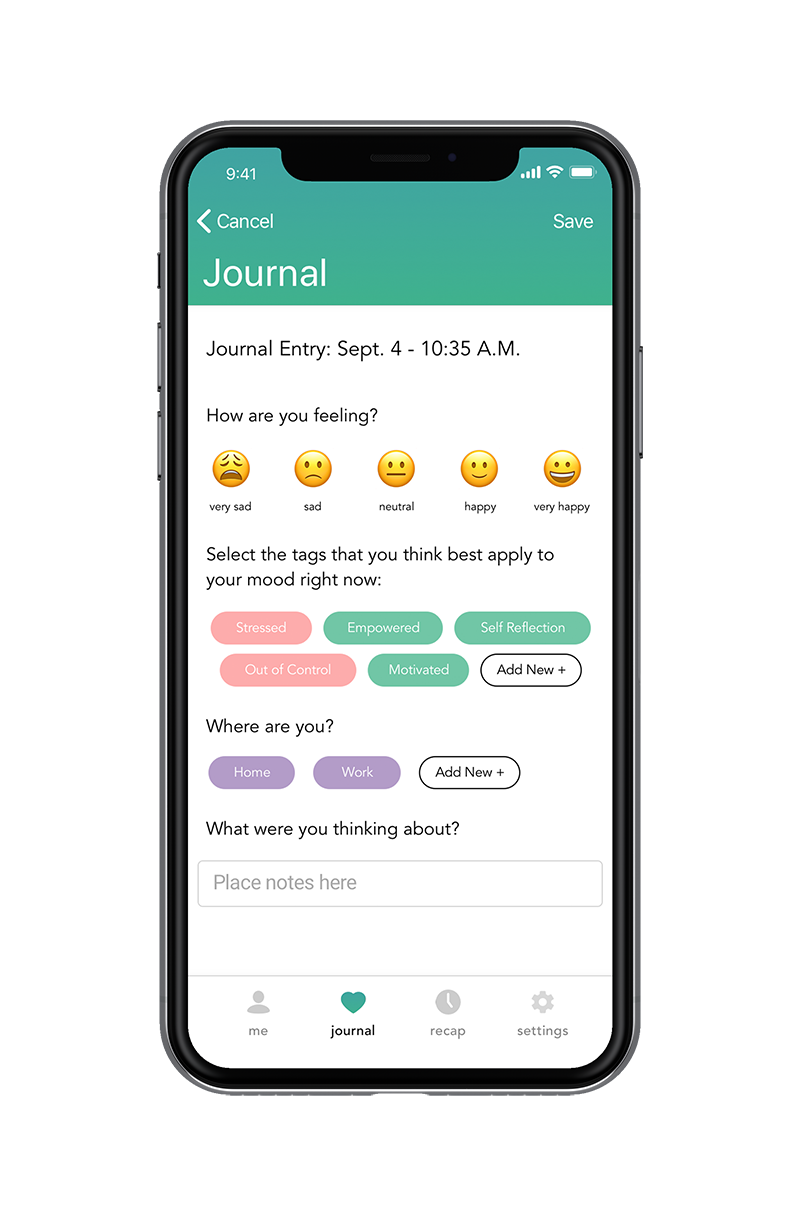 9:41
Cancel
Save
Journal
Journal Entry: Sept. 4 - 10:35 A.M.
How are you feeling?
very sad
sad
neutral
happy
very happy
Select the tags that you think best apply to
your mood right now:
Stressed
Empowered
Self Reflection
Out of Control
Motivated
Add New +
Where are you?
Home
Work
Add New +
What were you thinking about?
Place notes here
me
journal
recap
settings